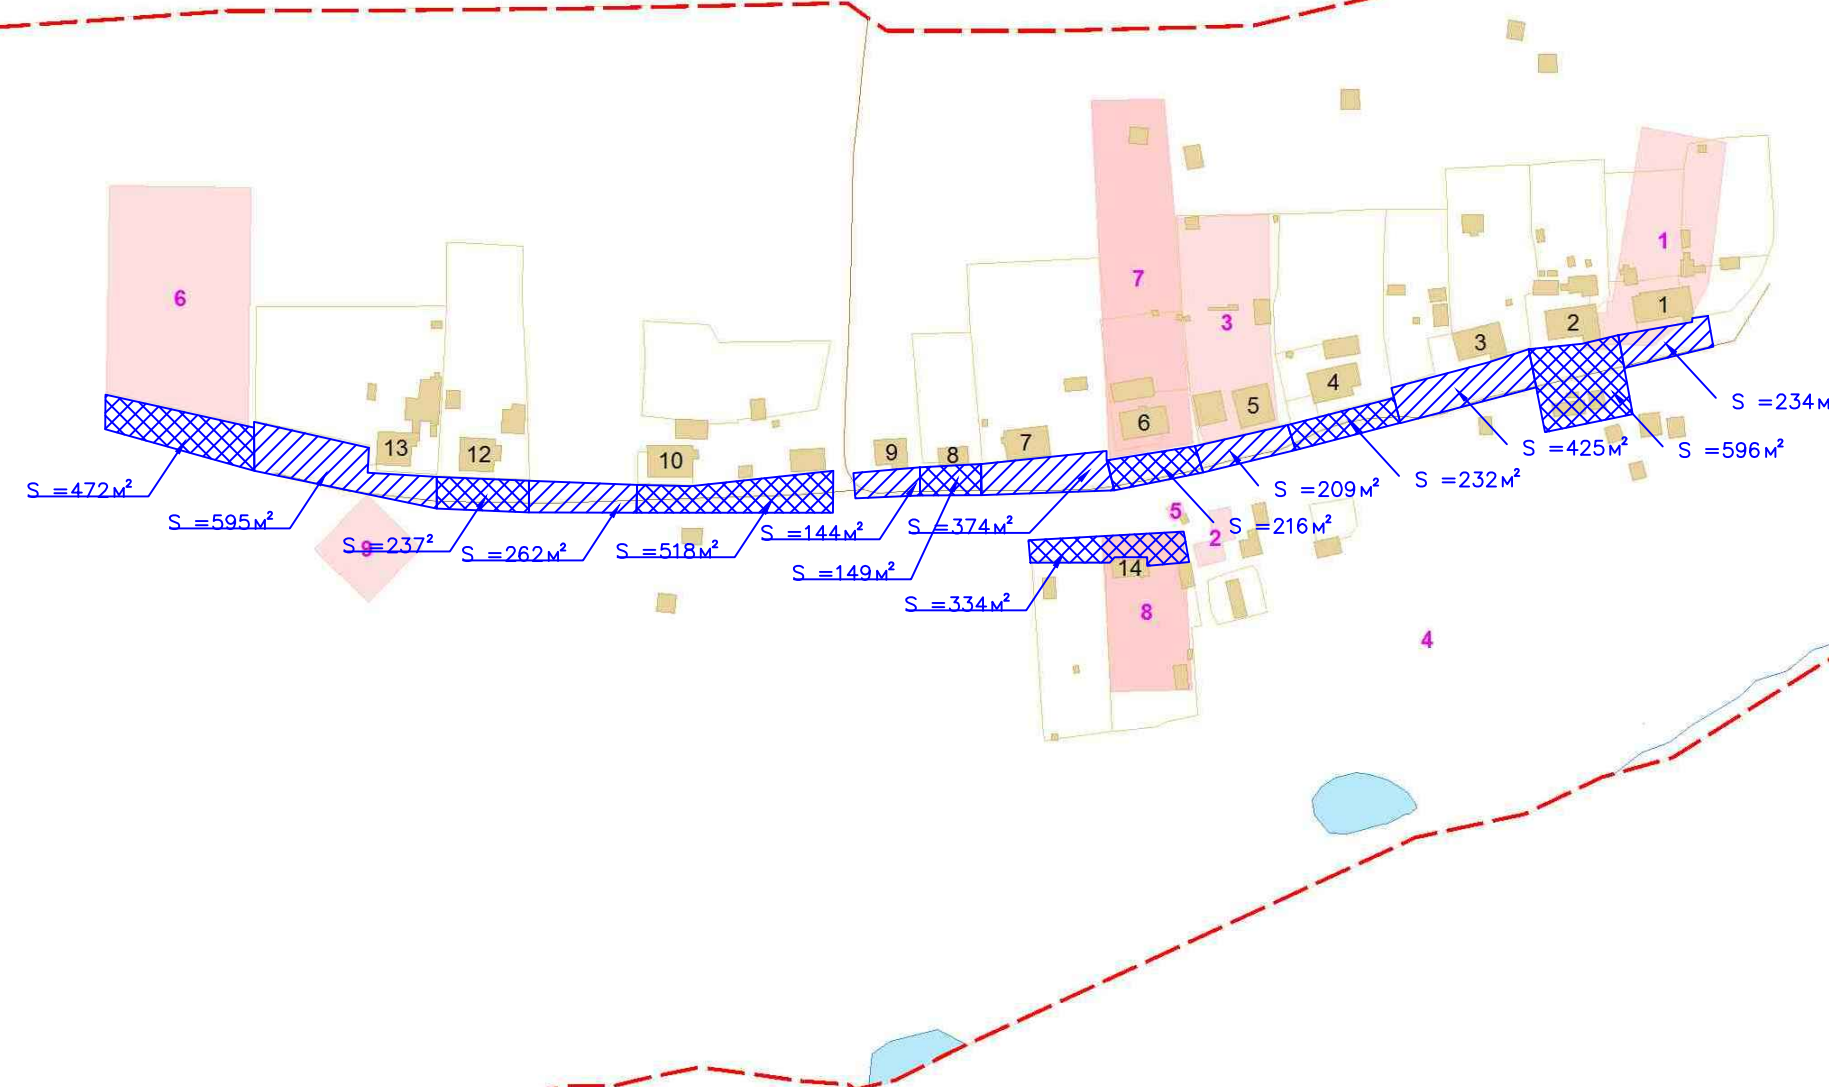 1
6
7
3
1
2
3
4
5
6
7
8
9
10
12
13
S =234м
S =596м²
S =425м²
S =232м²
S =209м²
S =216м²
S =374м²
S =144м²
S =149м²
S =334м²
S =518м²
S =262м²
S =237²
S =595м²
S =472м²
9
5
2
14
8
4